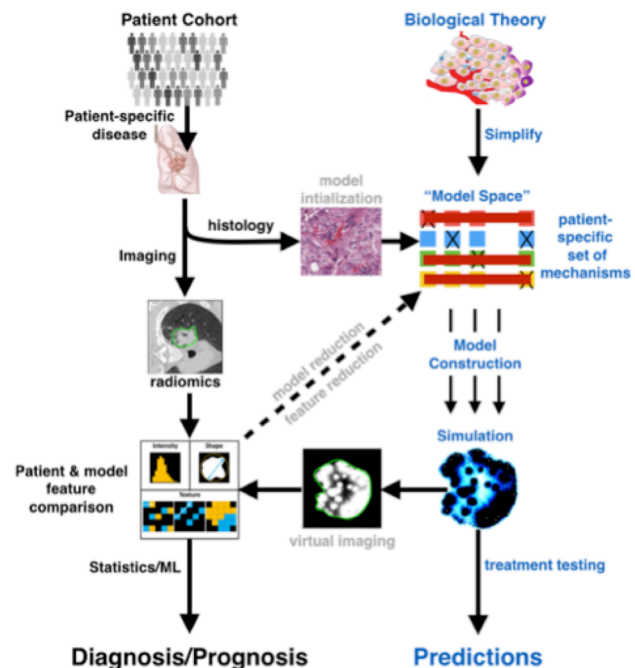 Patient Cohort
Biological Theory
Patient-specific
disease
Simplify
model
intialization
"Model Space"
histology
patient-
specific
set of
mechanisms
Imaging
radiomics
model reduction
feature reduction
Model
Construction
Simulation
Intensity
Shape
Texture
Patient & model
feature
comparison
virtual imaging
Statistics/ML
treatment testing
Diagnosis/Prognosis
Predictions